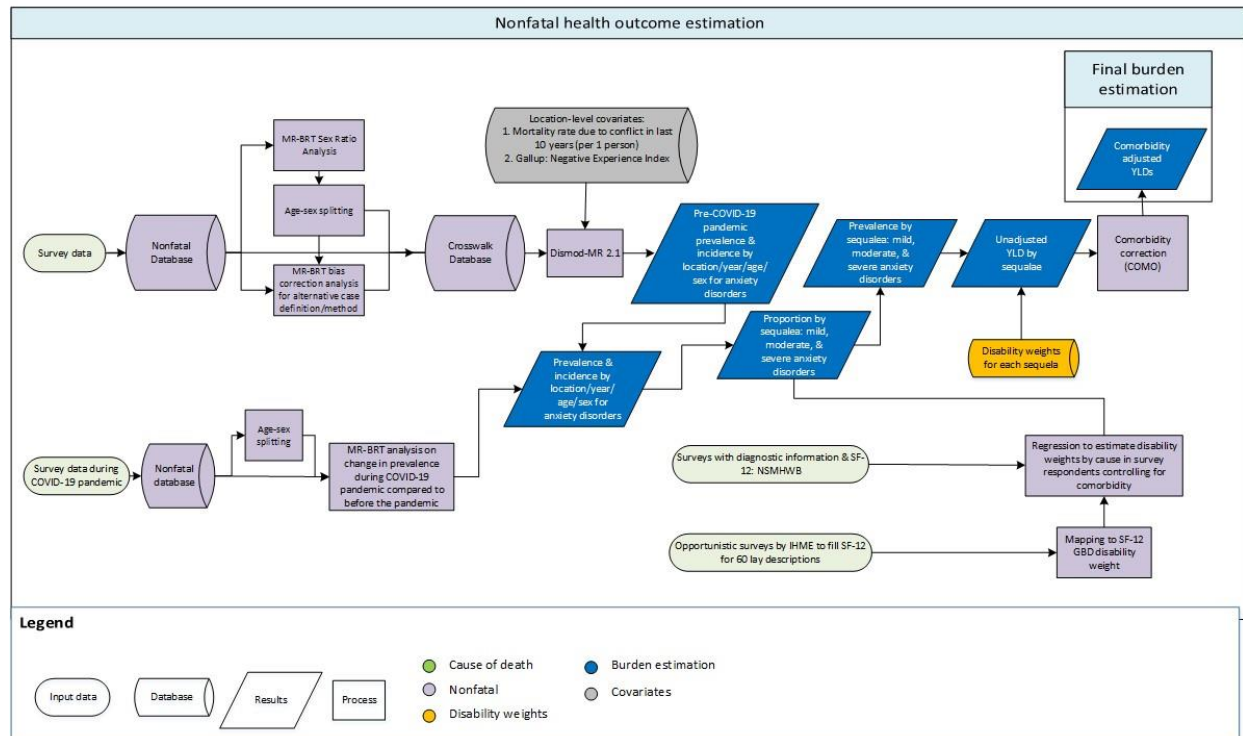 Nonfatal health outcome estimation
Final burden
estimation
Location-level covariates:
1. Mortality rate due to conflict in last
10 years (per 1 person)
2. Gallup: Negative Experience Index
MR-BRT Sex Ratio
Analysis
Comorbidity
adjusted
YLDs
Age-sex splitting
Survey data
Nonfatal
Database
MR-BRT bias
correction analysis
for alternative case
definition/method
Crosswalk
Database
Dismod-MR 2.1
Pre-COVID-19
pandemic
prevalence &
incidence by
location/year/age/
sex for anxiety
disorders
Prevalence by
sequalea: mild,
moderate, &
severe anxiety
disorders
Unadjusted
YLD by
sequalae
Comorbidity
correction
(COMO)
Prevalence &
incidence by
location/year/
age/sex for
anxiety disorders
Proportion by
sequalea: mild,
moderate, &
severe anxiety
disorders
Disability weights
for each sequela
Survey data during
COVID-19 pandemic
Nonfatal
database
Age-sex
splitting
MR-BRT analysis on
change in prevalence
during COVID-19
pandemic compared to
before the pandemic
Surveys with diagnostic information & SF-
12: NSMHWB
Regression to estimate disability
weights by cause in survey
respondents controlling for
comorbidity
Opportunistic surveys by IHME to fill SF-12
for 60 lay descriptions
Mapping to SF-12
GBD disability
weight
Legend
Input data
Database
Results
Process
Cause of death
Nonfatal
Disability weights
Burden estimation
Covariates